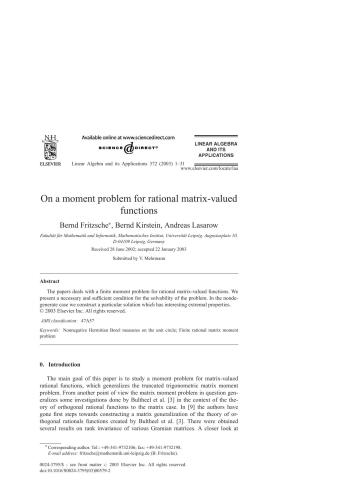 NH
ELSEVIER
Available online at www.sciencedirect.com
SCIENCE DIRECT®
LINEAR ALGEBRA
AND ITS
APPLICATIONS
Linear Algebra and its Applications 372 (2003) 1–31
www.elsevier.com/locate/laa
On a moment problem for rational matrix-valued
functions
Bernd Fritzsche*, Bernd Kirstein, Andreas Lasarow
Fakultät für Mathematik und Informatik, Mathematisches Institut, Universität Leipzig, Augustusplatz 10,
D-04109 Leipzig, Germany
Received 28 June 2002; accepted 22 January 2003
Submitted by V. Mehrmann
Abstract
The papers deals with a finite moment problem for rational matrix-valued functions. We
present a necessary and sufficient condition for the solvability of the problem. In the nonde-
generate case we construct a particular solution which has interesting extremal properties.
© 2003 Elsevier Inc. All rights reserved.
AMS classification: 47A57
Keywords: Nonnegative Hermitian Borel measures on the unit circle; Finite rational matrix moment
problem
0. Introduction
The main goal of this paper is to study a moment problem for matrix-valued
rational functions, which generalizes the truncated trigonometric matrix moment
problem. From another point of view the matrix moment problem in question gen-
eralizes some investigations done by Bultheel et al. [3] in the context of the the-
ory of orthogonal rational functions to the matrix case. In [9] the authors have
gone first steps towards constructing a matrix generalization of the theory of or-
thogonal rationals functions created by Bultheel et al. [3]. There were obtained
several results on rank invariance of various Gramian matrices. A closer look at
* Corresponding author. Tel.: +49-341-9732106; fax: +49-341-9732198.
E-mail address: fritzsche@mathematik.uni-leipzig.de (B. Fritzsche).
0024-3795/$ - see front matter © 2003 Elsevier Inc. All rights reserved.
doi:10.1016/S0024-3795(03)00579-2